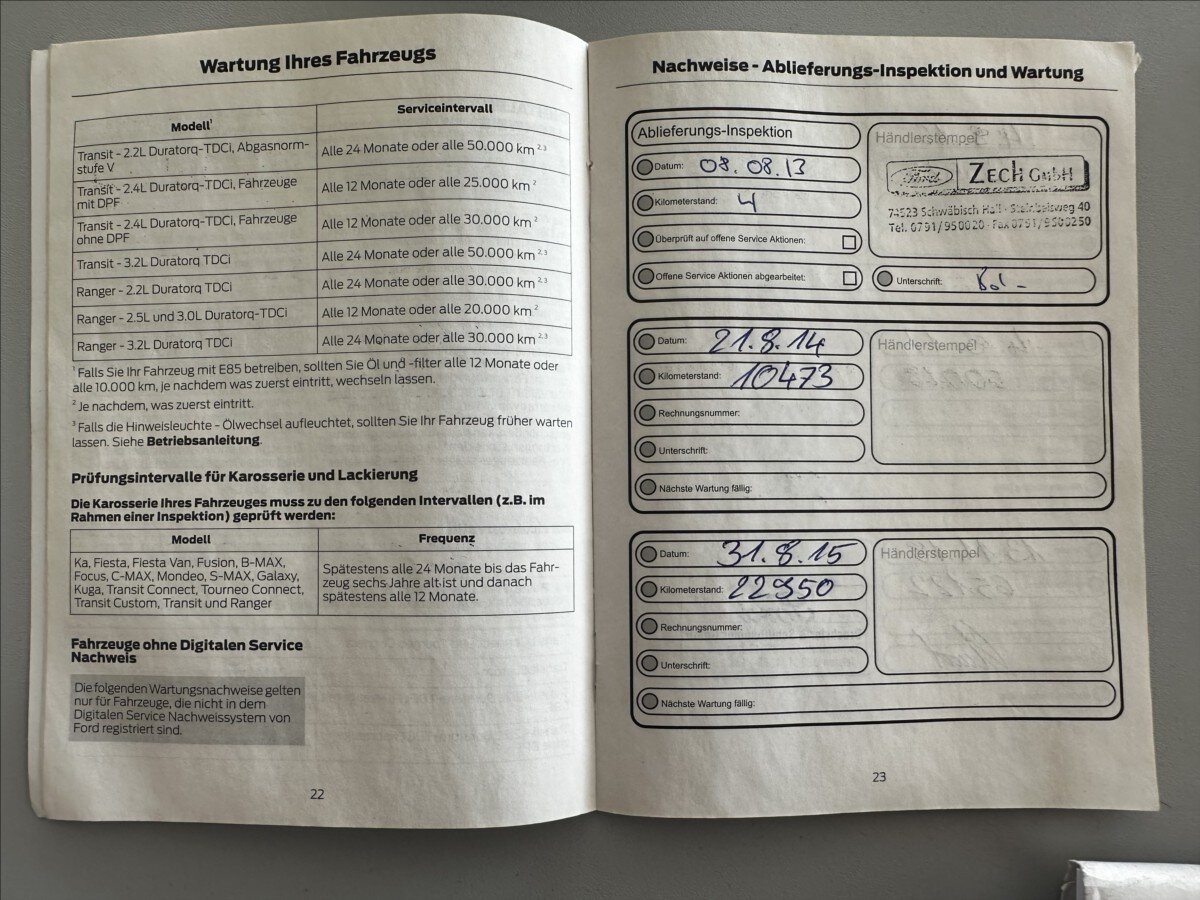 Wartung Ihres Fahrzeugs
Modell¹ Serviceintervall
Transit - 2.2L Duratorq-TDCi, Abgasnorm-
stufe V
Alle 24 Monate oder alle 50.000 km ²,³
Transit - 2.4L Duratorq-TDCi, Fahrzeuge
mit DPF
Alle 12 Monate oder alle 25.000 km ²
Transit - 2.4L Duratorq-TDCi, Fahrzeuge
ohne DPF
Alle 12 Monate oder alle 30.000 km ²
Transit - 3.2L Duratorq TDCi Alle 24 Monate oder alle 50.000 km ²,³
Ranger - 2.2L Duratorq TDCi Alle 24 Monate oder alle 30.000 km ²,³
Ranger - 2.5L und 3.0L Duratorq-TDCi Alle 12 Monate oder alle 20.000 km ²
Ranger - 3.2L Duratorq TDCi Alle 24 Monate oder alle 30.000 km ²,³
¹ Falls Sie Ihr Fahrzeug mit E85 betreiben, sollten Sie Öl und -filter alle 12 Monate oder
alle 10.000 km, je nachdem was zuerst eintritt, wechseln lassen.
² Je nachdem, was zuerst eintritt.
³ Falls die Hinweisleuchte - Ölwechsel aufleuchtet, sollten Sie Ihr Fahrzeug früher warten
lassen. Siehe Betriebsanleitung.
Prüfungsintervalle für Karosserie und Lackierung
Die Karosserie Ihres Fahrzeuges muss zu den folgenden Intervallen (z.B. im
Rahmen einer Inspektion) geprüft werden:
Modell Frequenz
Ka, Fiesta, Fiesta Van, Fusion, B-MAX,
Focus, C-MAX, Mondeo, S-MAX, Galaxy,
Kuga, Transit Connect, Tourneo Connect,
Transit Custom, Transit und Ranger
Spätestens alle 24 Monate bis das Fahr-
zeug sechs Jahre alt ist und danach
spätestens alle 12 Monate.
Fahrzeuge ohne Digitalen Service
Nachweis
Die folgenden Wartungsnachweise gelten
nur für Fahrzeuge, die nicht in dem
Digitalen Service Nachweissystem von
Ford registriert sind.
22
Nachweise - Ablieferungs-Inspektion und Wartung
Ablieferungs-Inspektion
Datum: 08.08.13
Kilometerstand: 4
Überprüft auf offene Service Aktionen:
Offene Service Aktionen abgearbeitet:
Händlerstempel
Ford ZECH GmbH
74523 Schwäbisch Hall · Steinbeisweg 40
Tel. 0791/950020 · Fax 0791/9500250
Unterschrift:
Datum: 21.8.14
Kilometerstand: 10473
Rechnungsnummer:
Unterschrift:
Nächste Wartung fällig:
Händlerstempel
Datum: 31.8.15
Kilometerstand: 22950
Rechnungsnummer:
Unterschrift:
Nächste Wartung fällig:
Händlerstempel
23